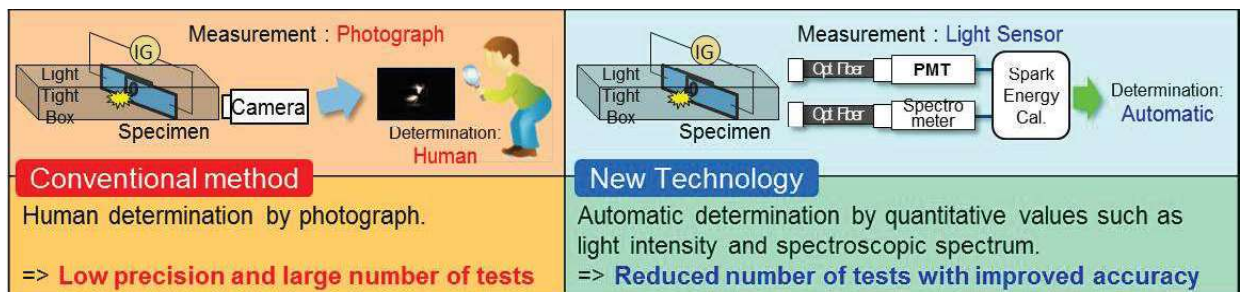 Measurement : Photograph
IG
Light
Tight
Box
Camera
Specimen
Determination:
Human
Conventional method
Human determination by photograph.
=> Low precision and large number of tests
Measurement : Light Sensor
IG
Light
Tight
Box
Specimen
Opt Fiber
PMT
Opt Fiber
Spectro
meter
Spark
Energy
Cal.
Determination:
Automatic
New Technology
Automatic determination by quantitative values such as
light intensity and spectroscopic spectrum.
=> Reduced number of tests with improved accuracy